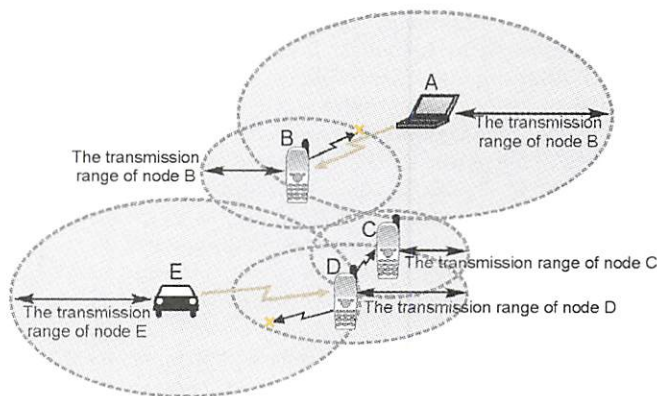 A
The transmission
range of node B
B
The transmission
range of node B
C
The transmission range of node C
D
The transmission range of node D
E
The transmission
range of node E